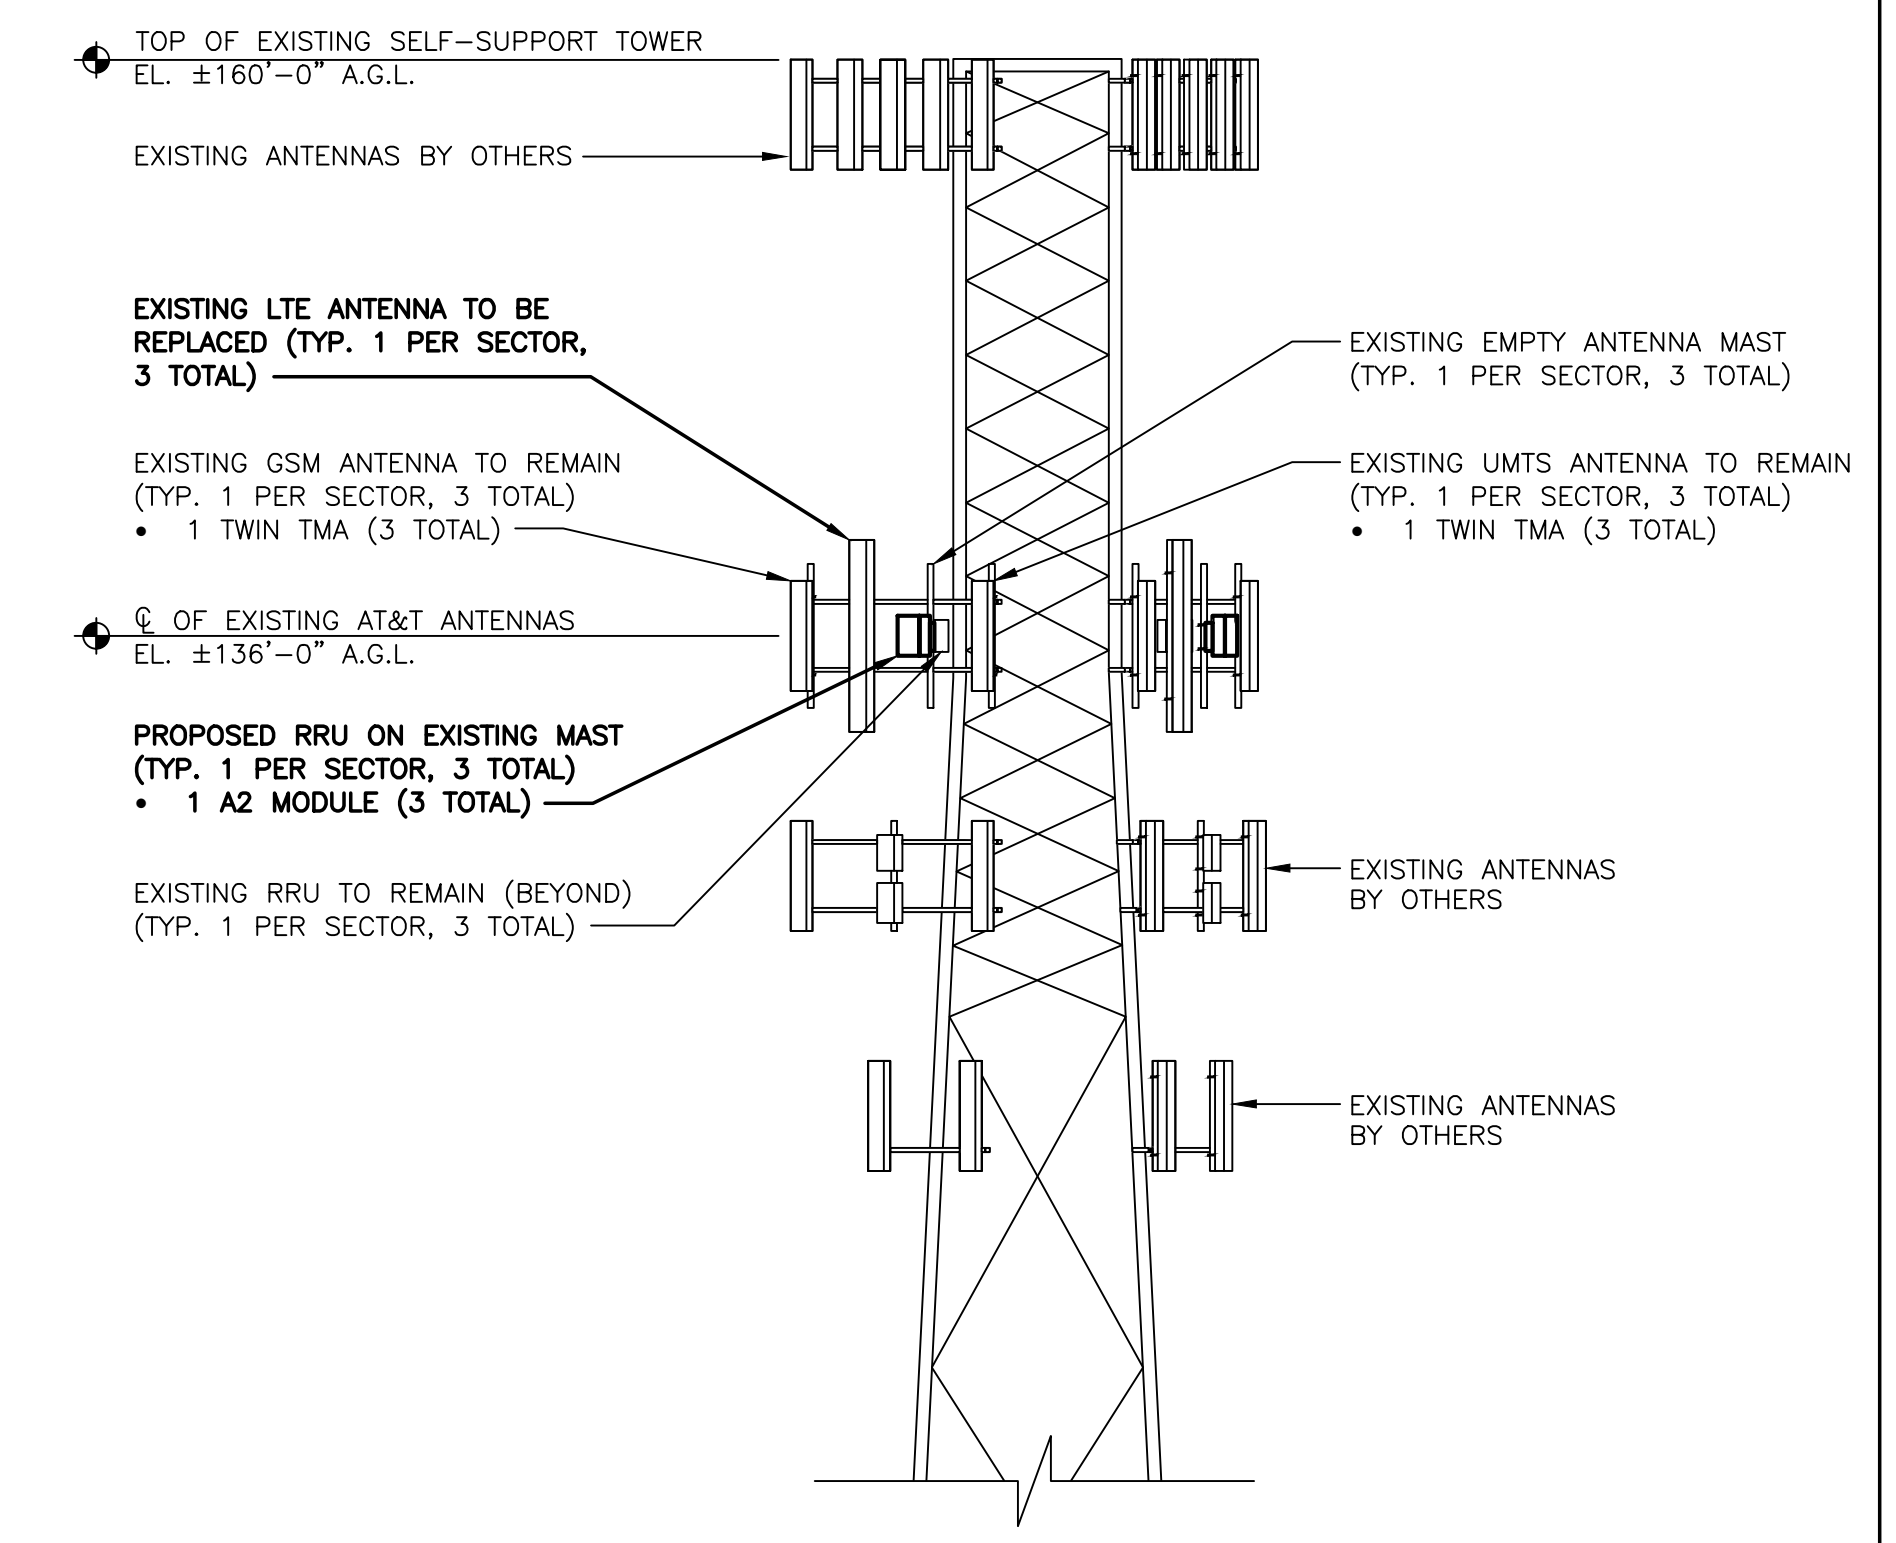 TOP OF EXISTING SELF-SUPPORT TOWER
EL. ±160'-0" A.G.L.
EXISTING ANTENNAS BY OTHERS
EXISTING LTE ANTENNA TO BE
REPLACED (TYP. 1 PER SECTOR,
3 TOTAL)
EXISTING GSM ANTENNA TO REMAIN
(TYP. 1 PER SECTOR, 3 TOTAL)
• 1 TWIN TMA (3 TOTAL)
℄ OF EXISTING AT&T ANTENNAS
EL. ±136'-0" A.G.L.
PROPOSED RRU ON EXISTING MAST
(TYP. 1 PER SECTOR, 3 TOTAL)
• 1 A2 MODULE (3 TOTAL)
EXISTING RRU TO REMAIN (BEYOND)
(TYP. 1 PER SECTOR, 3 TOTAL)
EXISTING EMPTY ANTENNA MAST
(TYP. 1 PER SECTOR, 3 TOTAL)
EXISTING UMTS ANTENNA TO REMAIN
(TYP. 1 PER SECTOR, 3 TOTAL)
• 1 TWIN TMA (3 TOTAL)
EXISTING ANTENNAS
BY OTHERS
EXISTING ANTENNAS
BY OTHERS